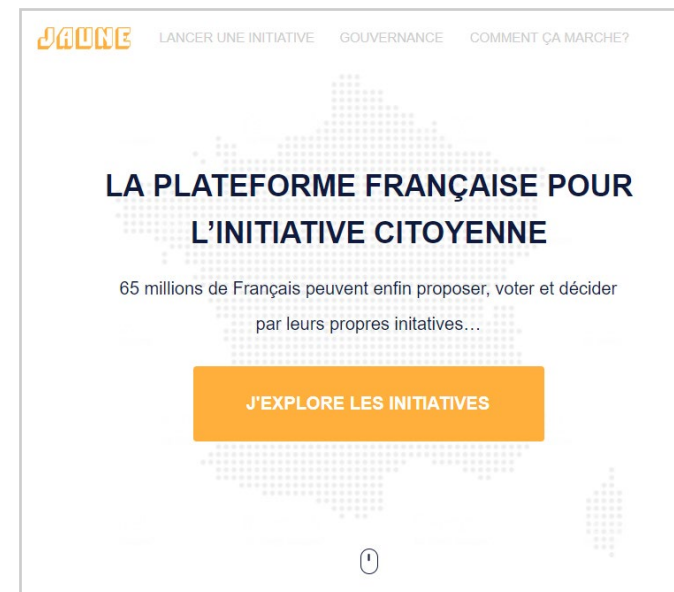 JAUNE LANCER UNE INITIATIVE GOUVERNANCE COMMENT ÇA MARCHE?
LA PLATEFORME FRANÇAISE POUR
L'INITIATIVE CITOYENNE
65 millions de Français peuvent enfin proposer, voter et décider
par leurs propres initatives…
J'EXPLORE LES INITIATIVES